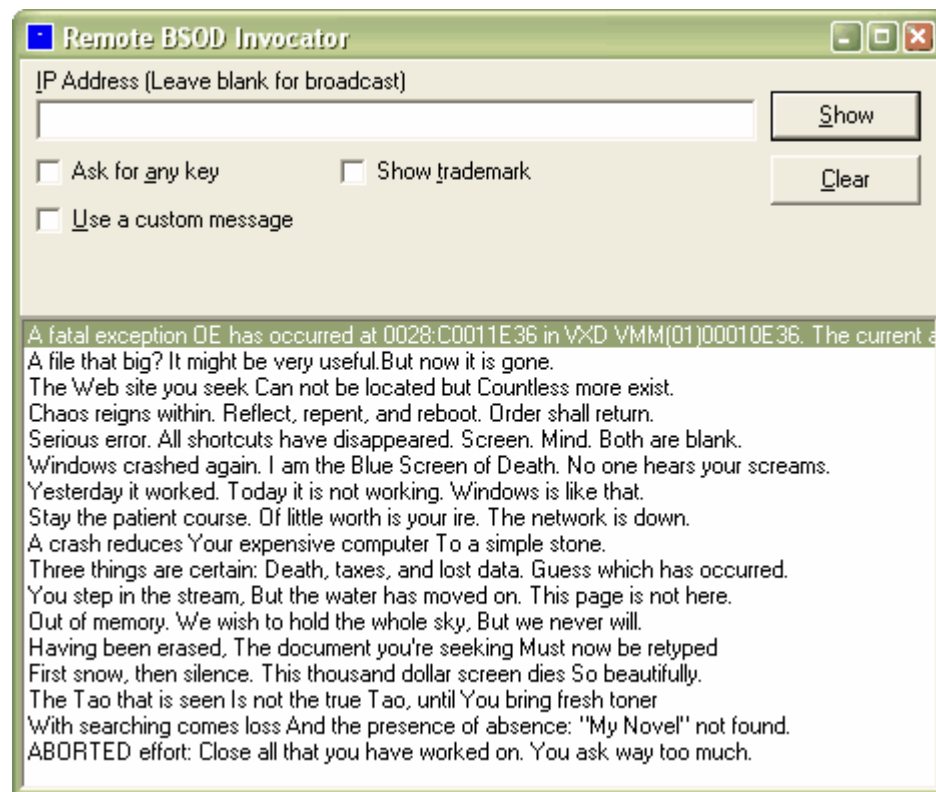 Remote BSOD Invocator
IP Address (Leave blank for broadcast)
Show
Ask for any key
Show trademark
Clear
Use a custom message
A fatal exception OE has occurred at 0028:C0011E36 in VXD VMM(01)00010E36. The current a
A file that big? It might be very useful.But now it is gone.
The Web site you seek Can not be located but Countless more exist.
Chaos reigns within. Reflect, repent, and reboot. Order shall return.
Serious error. All shortcuts have disappeared. Screen. Mind. Both are blank.
Windows crashed again. I am the Blue Screen of Death. No one hears your screams.
Yesterday it worked. Today it is not working. Windows is like that.
Stay the patient course. Of little worth is your ire. The network is down.
A crash reduces Your expensive computer To a simple stone.
Three things are certain: Death, taxes, and lost data. Guess which has occurred.
You step in the stream, But the water has moved on. This page is not here.
Out of memory. We wish to hold the whole sky, But we never will.
Having been erased, The document you're seeking Must now be retyped
First snow, then silence. This thousand dollar screen dies So beautifully.
The Tao that is seen Is not the true Tao, until You bring fresh toner
With searching comes loss And the presence of absence: "My Novel" not found.
ABORTED effort: Close all that you have worked on. You ask way too much.